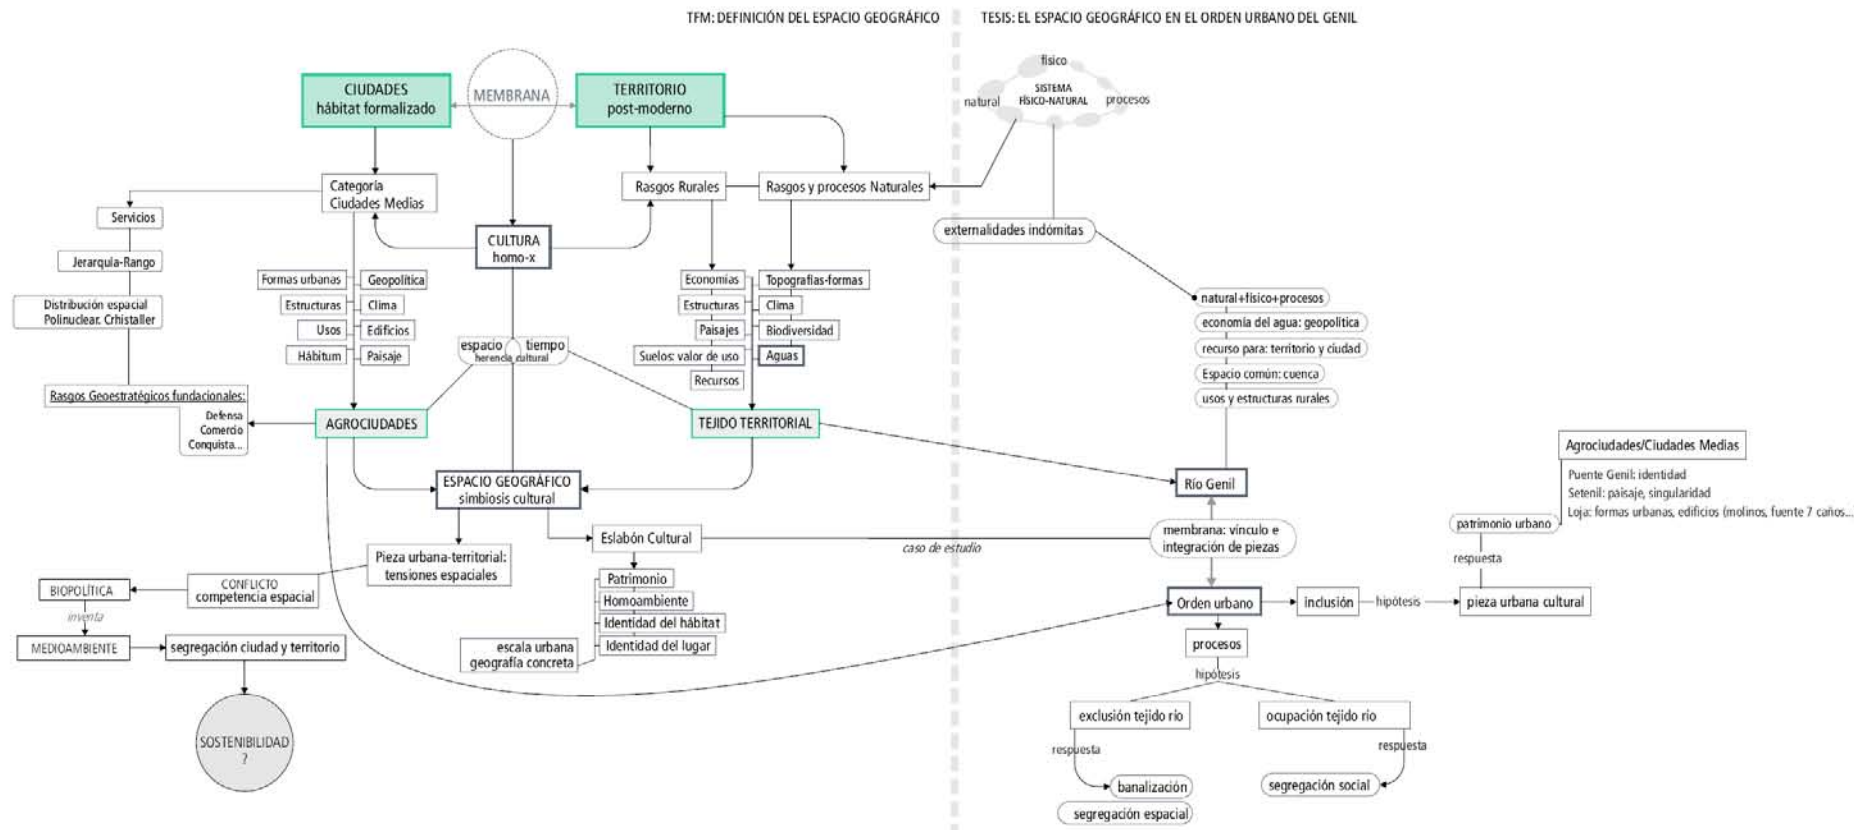 TFM: DEFINICIÓN DEL ESPACIO GEOGRÁFICO
TESIS: EL ESPACIO GEOGRÁFICO EN EL ORDEN URBANO DEL GENIL
CIUDADES
hábitat formalizado
MEMBRANA
TERRITORIO
post-moderno
físico
natural
SISTEMA
FÍSICO-NATURAL
procesos
Categoría
Ciudades Medias
Rasgos Rurales
Rasgos y procesos Naturales
Servicios
CULTURA
homo-x
externalidades indómitas
Jerarquía-Rango
Distribución espacial
Polinuclear. Crhistaller
Formas urbanas
Geopolítica
Estructuras
Clima
Usos
Edificios
Hábitum
Paisaje
Economías
Topografías-formas
Estructuras
Clima
Paisajes
Biodiversidad
Suelos: valor de uso
Aguas
Recursos
espacio
tiempo
herencia cultural
natural+físico+procesos
economía del agua: geopolítica
recurso para: territorio y ciudad
Espacio común: cuenca
usos y estructuras rurales
Rasgos Geoestratégicos fundacionales:
Defensa
Comercio
Conquista...
AGROCIUDADES
TEJIDO TERRITORIAL
ESPACIO GEOGRÁFICO
simbiosis cultural
Río Genil
Agrociudades/Ciudades Medias
Puente Genil: identidad
Setenil: paisaje, singularidad
Loja: formas urbanas, edificios (molinos, fuente 7 caños...
patrimonio urbano
respuesta
Eslabón Cultural
caso de estudio
membrana: vínculo e
integración de piezas
Pieza urbana-territorial:
tensiones espaciales
CONFLICTO
competencia espacial
BIOPOLÍTICA
inventa
MEDIOAMBIENTE
segregación ciudad y territorio
SOSTENIBILIDAD
?
Patrimonio
Homoambiente
Identidad del hábitat
Identidad del lugar
escala urbana
geografía concreta
Orden urbano
inclusión
hipótesis
pieza urbana cultural
procesos
hipótesis
exclusión tejido río
ocupación tejido río
respuesta
respuesta
banalización
segregación espacial
segregación social